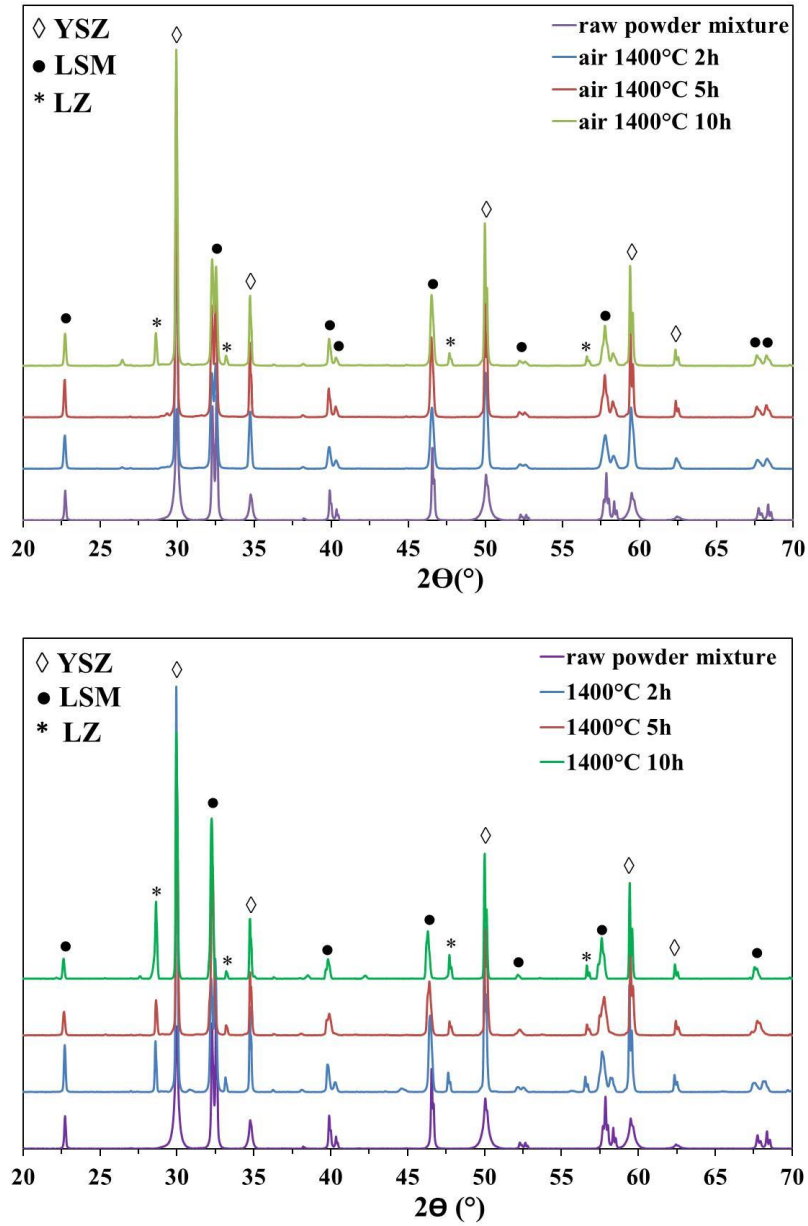 ◊ YSZ
● LSM
* LZ
raw powder mixture
air 1400°C 2h
air 1400°C 5h
air 1400°C 10h
20 25 30 35 40 45 50 55 60 65 70
2Θ(°)
◊ YSZ
● LSM
* LZ
raw powder mixture
1400°C 2h
1400°C 5h
1400°C 10h
20 25 30 35 40 45 50 55 60 65 70
2Θ (°)